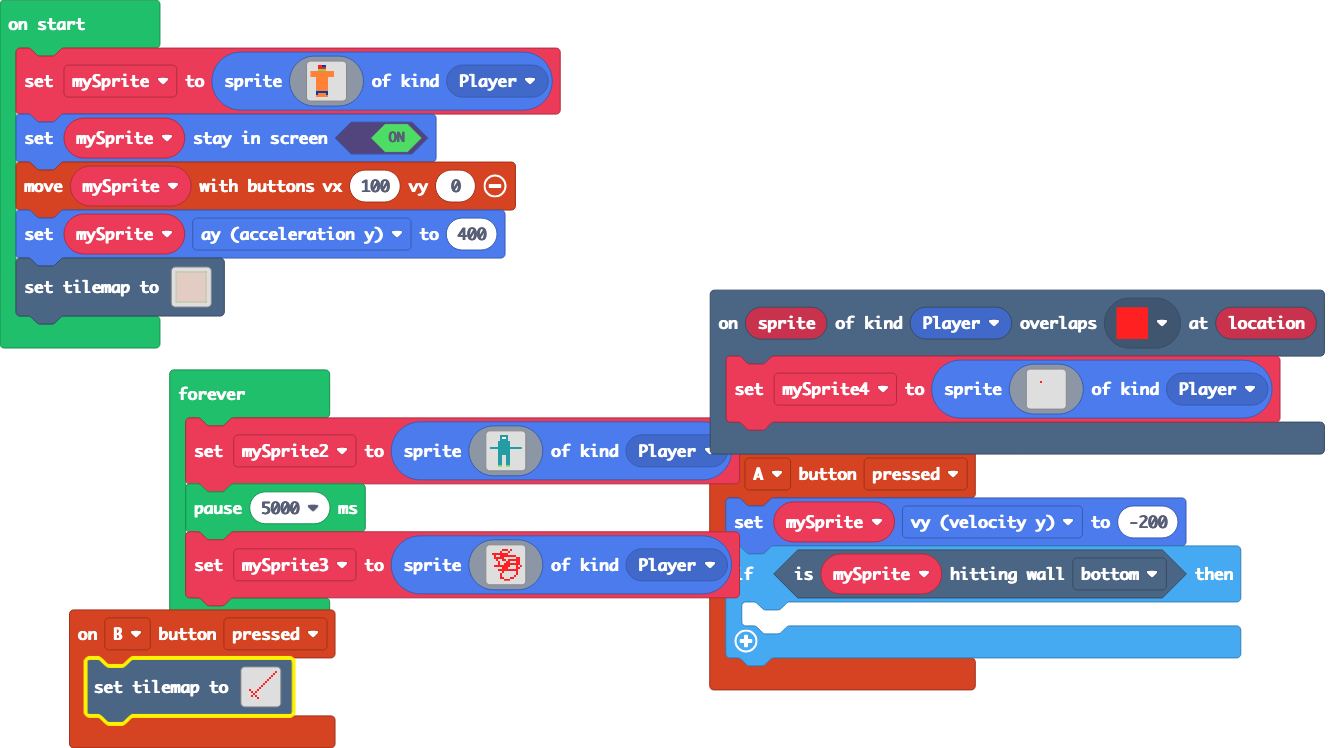 on start
set mySprite to sprite of kind Player
set mySprite stay in screen ON
move mySprite with buttons vx 100 vy 0
set mySprite ay (acceleration y) to 400
set tilemap to
on sprite of kind Player overlaps at location
set mySprite4 to sprite of kind Player
forever
set mySprite2 to sprite of kind Player
pause 5000 ms
set mySprite3 to sprite of kind Player
A button pressed
set mySprite vy (velocity y) to -200
is mySprite hitting wall bottom then
on B button pressed
set tilemap to